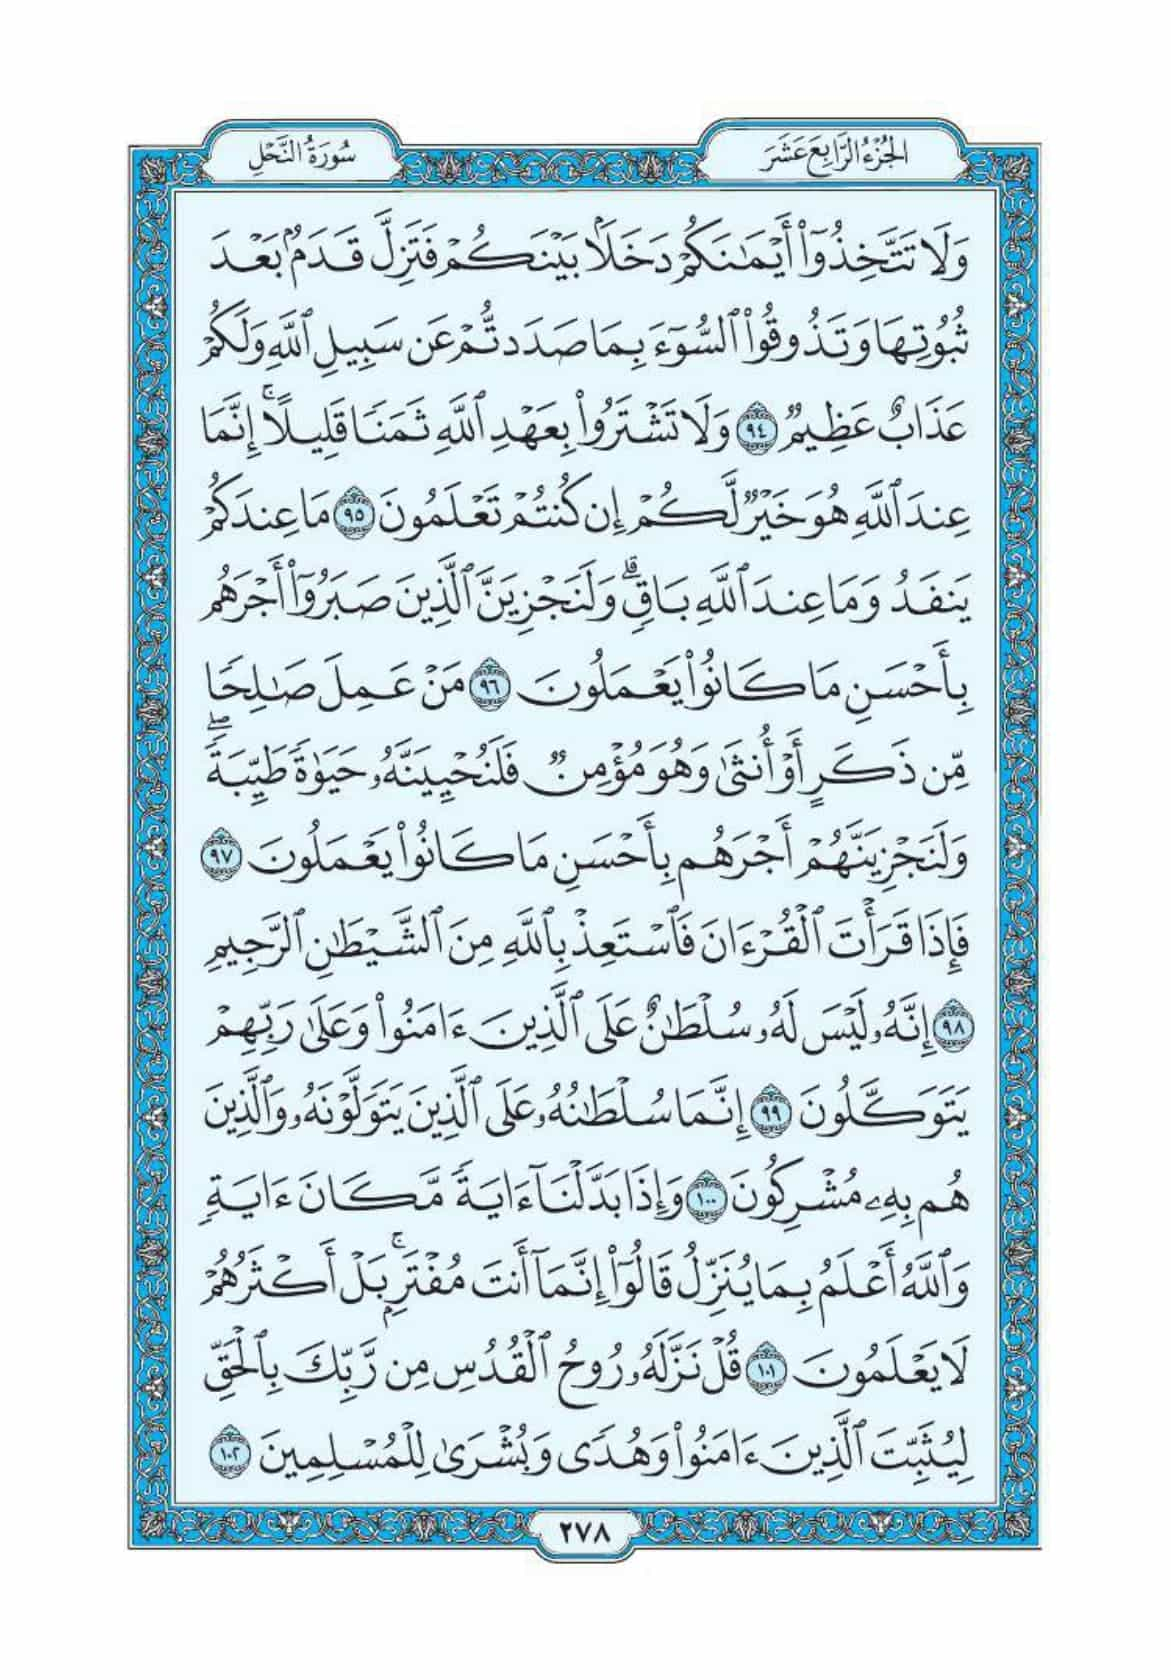 الجُزْءُ الرَّابِعَ عَشَرَ
سُورَةُ النَّحْلِ
وَلَا تَتَّخِذُوٓا۟ أَيْمَـٰنَكُمْ دَخَلًۢا بَيْنَكُمْ فَتَزِلَّ قَدَمٌۢ بَعْدَ
ثُبُوتِهَا وَتَذُوقُوا۟ ٱلسُّوٓءَ بِمَا صَدَدتُّمْ عَن سَبِيلِ ٱللَّهِ وَلَكُمْ
عَذَابٌ عَظِيمٌ ٩٤ وَلَا تَشْتَرُوا۟ بِعَهْدِ ٱللَّهِ ثَمَنًا قَلِيلًا ۚ إِنَّمَا
عِندَ ٱللَّهِ هُوَ خَيْرٌ لَّكُمْ إِن كُنتُمْ تَعْلَمُونَ ٩٥ مَا عِندَكُمْ
يَنفَدُ وَمَا عِندَ ٱللَّهِ بَاقٍ ۗ وَلَنَجْزِيَنَّ ٱلَّذِينَ صَبَرُوٓا۟ أَجْرَهُم
بِأَحْسَنِ مَا كَانُوا۟ يَعْمَلُونَ ٩٦ مَنْ عَمِلَ صَـٰلِحًا
مِّن ذَكَرٍ أَوْ أُنثَىٰ وَهُوَ مُؤْمِنٌ فَلَنُحْيِيَنَّهُۥ حَيَوٰةً طَيِّبَةً ۖ
وَلَنَجْزِيَنَّهُمْ أَجْرَهُم بِأَحْسَنِ مَا كَانُوا۟ يَعْمَلُونَ ٩٧
فَإِذَا قَرَأْتَ ٱلْقُرْءَانَ فَٱسْتَعِذْ بِٱللَّهِ مِنَ ٱلشَّيْطَـٰنِ ٱلرَّجِيمِ
٩٨ إِنَّهُۥ لَيْسَ لَهُۥ سُلْطَـٰنٌ عَلَى ٱلَّذِينَ ءَامَنُوا۟ وَعَلَىٰ رَبِّهِمْ
يَتَوَكَّلُونَ ٩٩ إِنَّمَا سُلْطَـٰنُهُۥ عَلَى ٱلَّذِينَ يَتَوَلَّوْنَهُۥ وَٱلَّذِينَ
هُم بِهِۦ مُشْرِكُونَ ١٠٠ وَإِذَا بَدَّلْنَآ ءَايَةً مَّكَانَ ءَايَةٍ
وَٱللَّهُ أَعْلَمُ بِمَا يُنَزِّلُ قَالُوٓا۟ إِنَّمَآ أَنتَ مُفْتَرٍۭ ۚ بَلْ أَكْثَرُهُمْ
لَا يَعْلَمُونَ ١٠١ قُلْ نَزَّلَهُۥ رُوحُ ٱلْقُدُسِ مِن رَّبِّكَ بِٱلْحَقِّ
لِيُثَبِّتَ ٱلَّذِينَ ءَامَنُوا۟ وَهُدًى وَبُشْرَىٰ لِلْمُسْلِمِينَ ١٠٢
٢٧٨